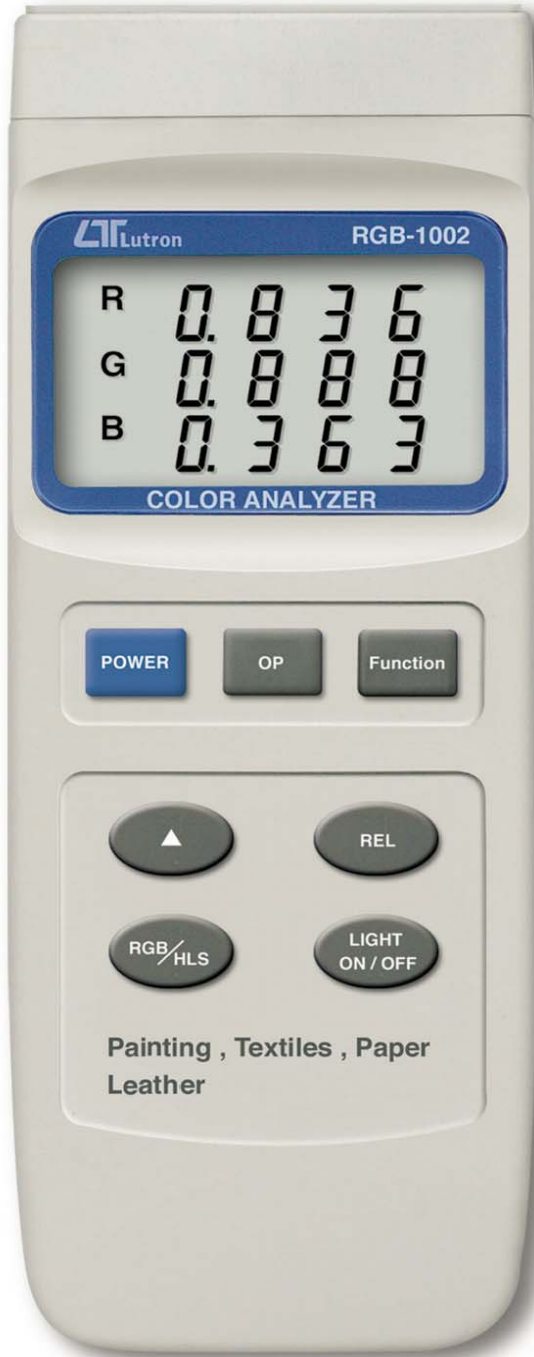 LT Lutron RGB-1002
R 0.836
G 0.888
B 0.363
COLOR ANALYZER
POWER OP Function
▲ REL
RGB/HLS LIGHT
ON / OFF
Painting , Textiles , Paper
Leather